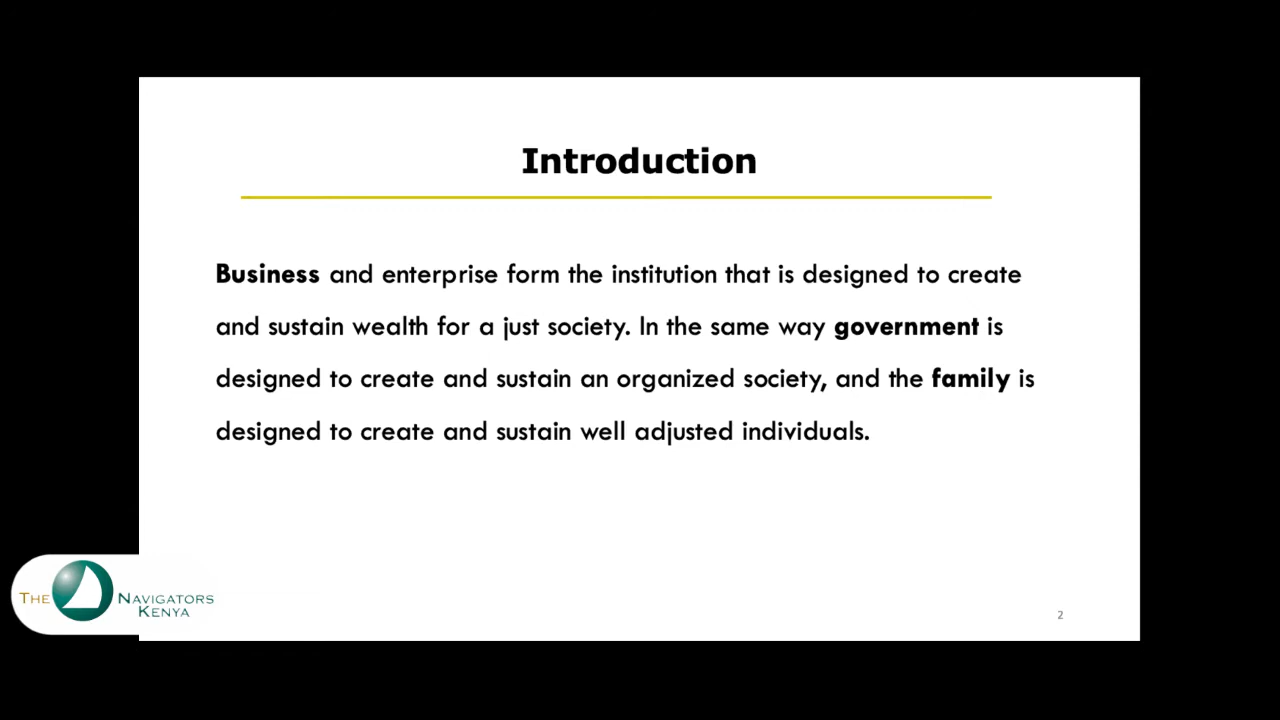 Introduction
Business and enterprise form the institution that is designed to create
and sustain wealth for a just society. In the same way government is
designed to create and sustain an organized society, and the family is
designed to create and sustain well adjusted individuals.
THE NAVIGATORS
KENYA
2